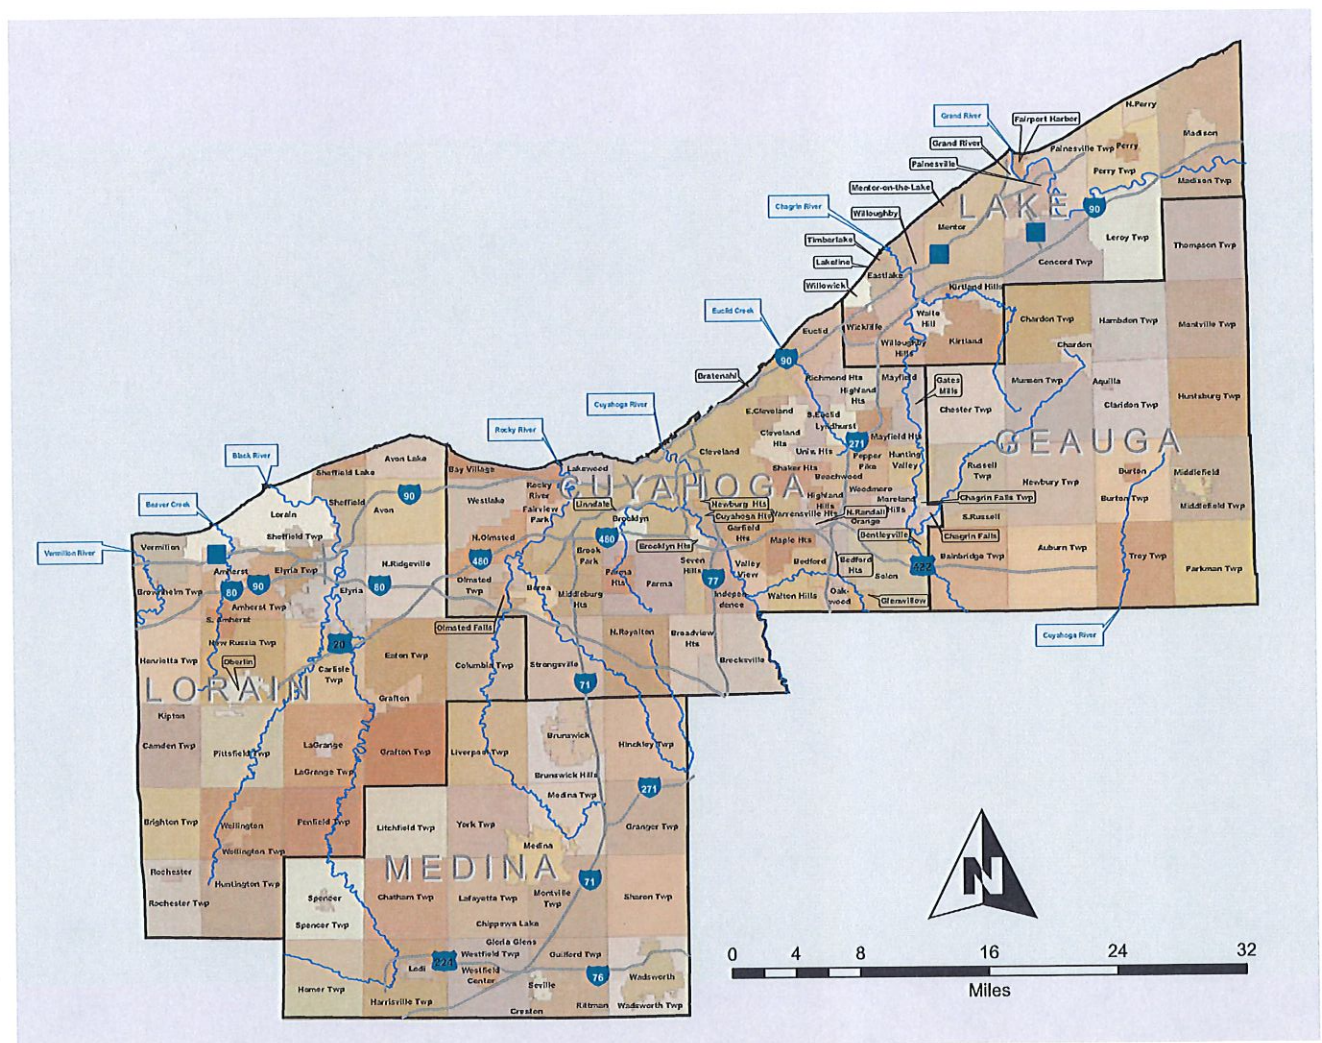 N.Perry
Grand River
Fairport Harbor
Madison
Grand River
Painesville Twp
Perry
Painesville
Perry Twp
Madison Twp
Mentor-on-the-Lake
Chagrin River
Willoughby
LAKE
90
Mentor
Timberlake
Leroy Twp
Thompson Twp
Lakeline
Concord Twp
Eastlake
Willowick
Kirtland Hills
Euclid Creek
Waite
Hill
Chardon Twp
Hambden Twp
Montville Twp
Euclid
Wickliffe
Willoughby
Hills
Kirtland
Chardon
90
Bratenahl
Richmond Hts
Mayfield
Gates
Mills
Munson Twp
Aquilla
Highland
Hts
Claridon Twp
Huntsburg Twp
Cuyahoga River
E.Cleveland
S.Euclid
Chester Twp
Lyndhurst
Rocky River
Cleveland
Hts
271
Mayfield Hts
GEAUGA
Black River
Cleveland
Univ. Hts
Pepper
Pike
Hunting
Valley
Avon Lake
Bay Village
Lakewood
Shaker Hts
Russell
Twp
Burton
Middlefield
Sheffield Lake
Beachwood
Newbury Twp
Rocky
River
CUYAHOGA
Woodmere
Beaver Creek
90
Westlake
Highland
Hills
Moreland
Hills
Chagrin Falls Twp
Burton Twp
Middlefield Twp
Sheffield
Avon
Fairview
Park
Linndale
Newburg Hts
N.Randall
Lorain
Brooklyn
Cuyahoga Hts
Warrensville Hts
Orange
S.Russell
Garfield
Hts
Bentleyville
Chagrin Falls
Sheffield Twp
N.Olmsted
480
Maple Hts
Vermilion River
Vermilion
Brooklyn Hts
Auburn Twp
Brook
Park
Bainbridge Twp
Troy Twp
480
Seven
Hills
Valley
View
Bedford
Bedford
Hts
422
Parkman Twp
Amherst
Elyria Twp
N.Ridgeville
Parma
Hts
77
Solon
Olmsted
Twp
Parma
80
90
80
Brownhelm Twp
Elyria
Berea
Indepen
dence
Walton Hills
Oak-
wood
Glenwillow
Middleburg
Hts
Amherst Twp
S. Amherst
Olmsted Falls
N.Royalton
Broadview
Hts
Cuyahoga River
New Russia Twp
20
Eaton Twp
Henrietta Twp
Oberlin
Carlisle
Twp
Columbia Twp
Strongsville
Brecksville
LORAIN
71
Grafton
Kipton
Camden Twp
Pittsfield Twp
LaGrange
Grafton Twp
Liverpool Twp
Brunswick
Hinckley Twp
LaGrange Twp
Brunswick Hills
271
Medina Twp
Brighton Twp
Wellington
Penfield Twp
Litchfield Twp
York Twp
Granger Twp
Wellington Twp
Medina
MEDINA
Rochester
Huntington Twp
71
N
Spencer
Chatham Twp
Lafayette Twp
Montville
Twp
Sharon Twp
Rochester Twp
Spencer Twp
Chippewa Lake
Gloria Glens
Westfield Twp
Guilford Twp
0 4 8 16 24 32
Lodi
224
Westfield
Center
76
Wadsworth
Homer Twp
Seville
Miles
Harrisville Twp
Creston
Rittman
Wadsworth Twp